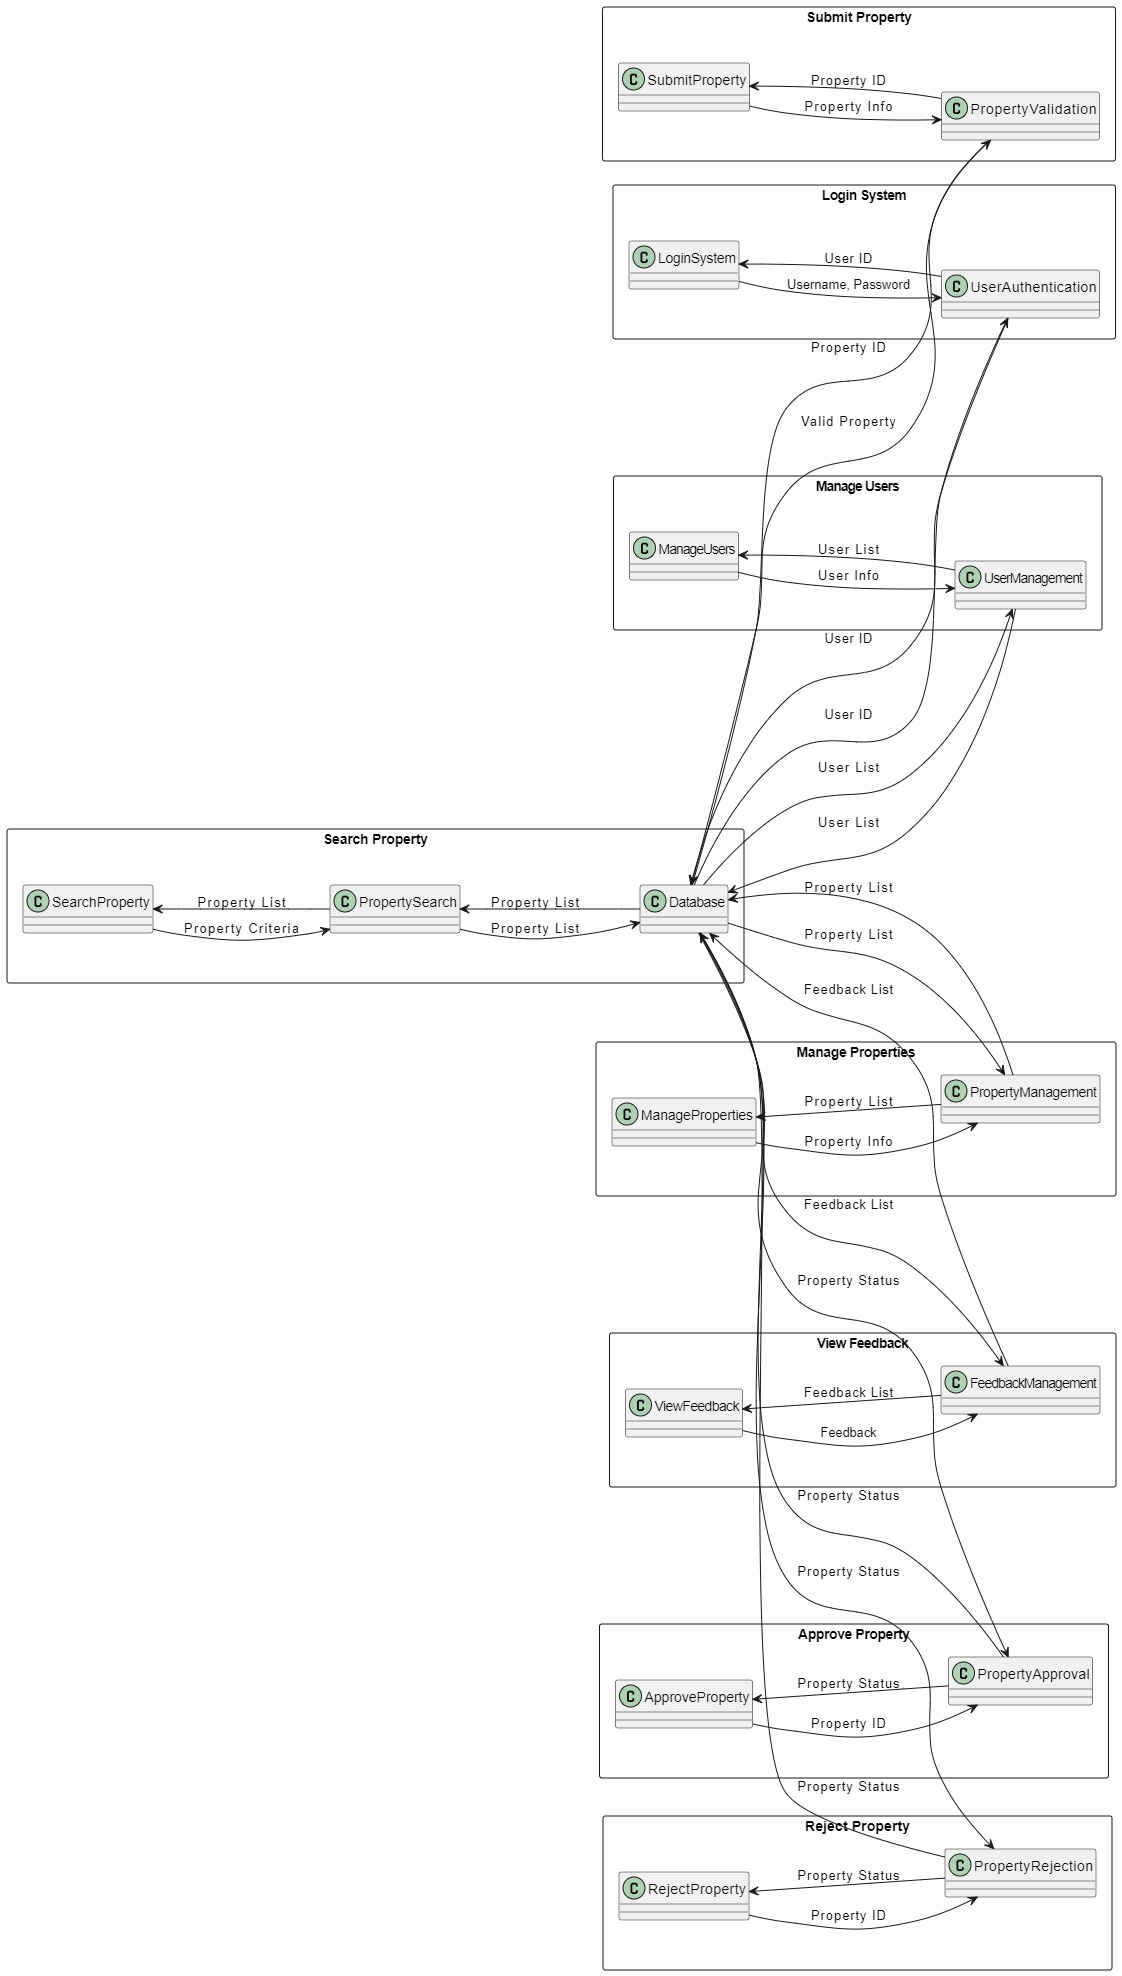 Submit Property
C SubmitProperty
Property ID
Property Info
C PropertyValidation
Login System
C LoginSystem
User ID
Username, Password
C UserAuthentication
Property ID
Valid Property
Manage Users
C ManageUsers
User List
User Info
C UserManagement
User ID
User ID
User List
User List
Search Property
C SearchProperty
Property List
Property Criteria
C PropertySearch
Property List
Property List
C Database
Property List
Property List
Feedback List
Manage Properties
C ManageProperties
Property List
Property Info
C PropertyManagement
Feedback List
Property Status
View Feedback
C ViewFeedback
Feedback List
Feedback
C FeedbackManagement
Property Status
Property Status
Approve Property
C ApproveProperty
Property Status
Property ID
C PropertyApproval
Property Status
Reject Property
C RejectProperty
Property Status
Property ID
C PropertyRejection